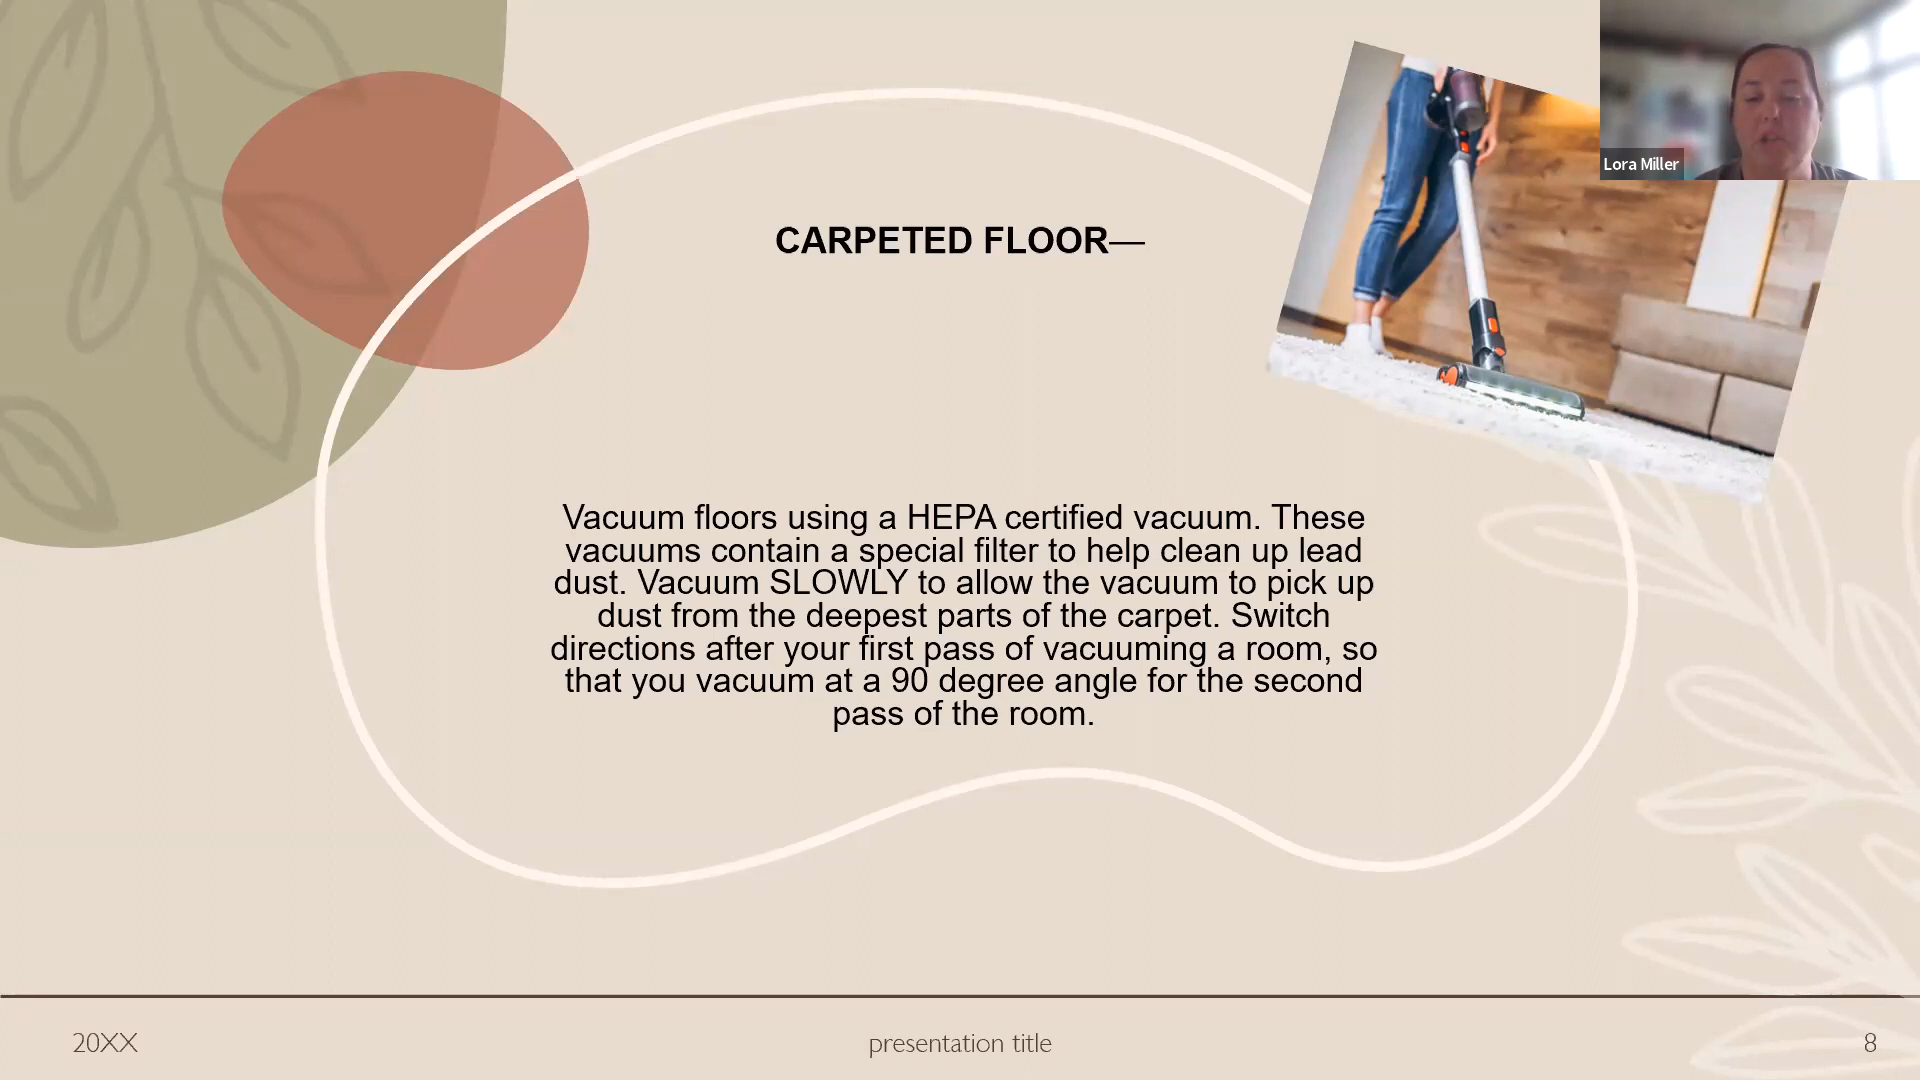 Lora Miller
CARPETED FLOOR—
Vacuum floors using a HEPA certified vacuum. These
vacuums contain a special filter to help clean up lead
dust. Vacuum SLOWLY to allow the vacuum to pick up
dust from the deepest parts of the carpet. Switch
directions after your first pass of vacuuming a room, so
that you vacuum at a 90 degree angle for the second
pass of the room.
20XX
presentation title
8